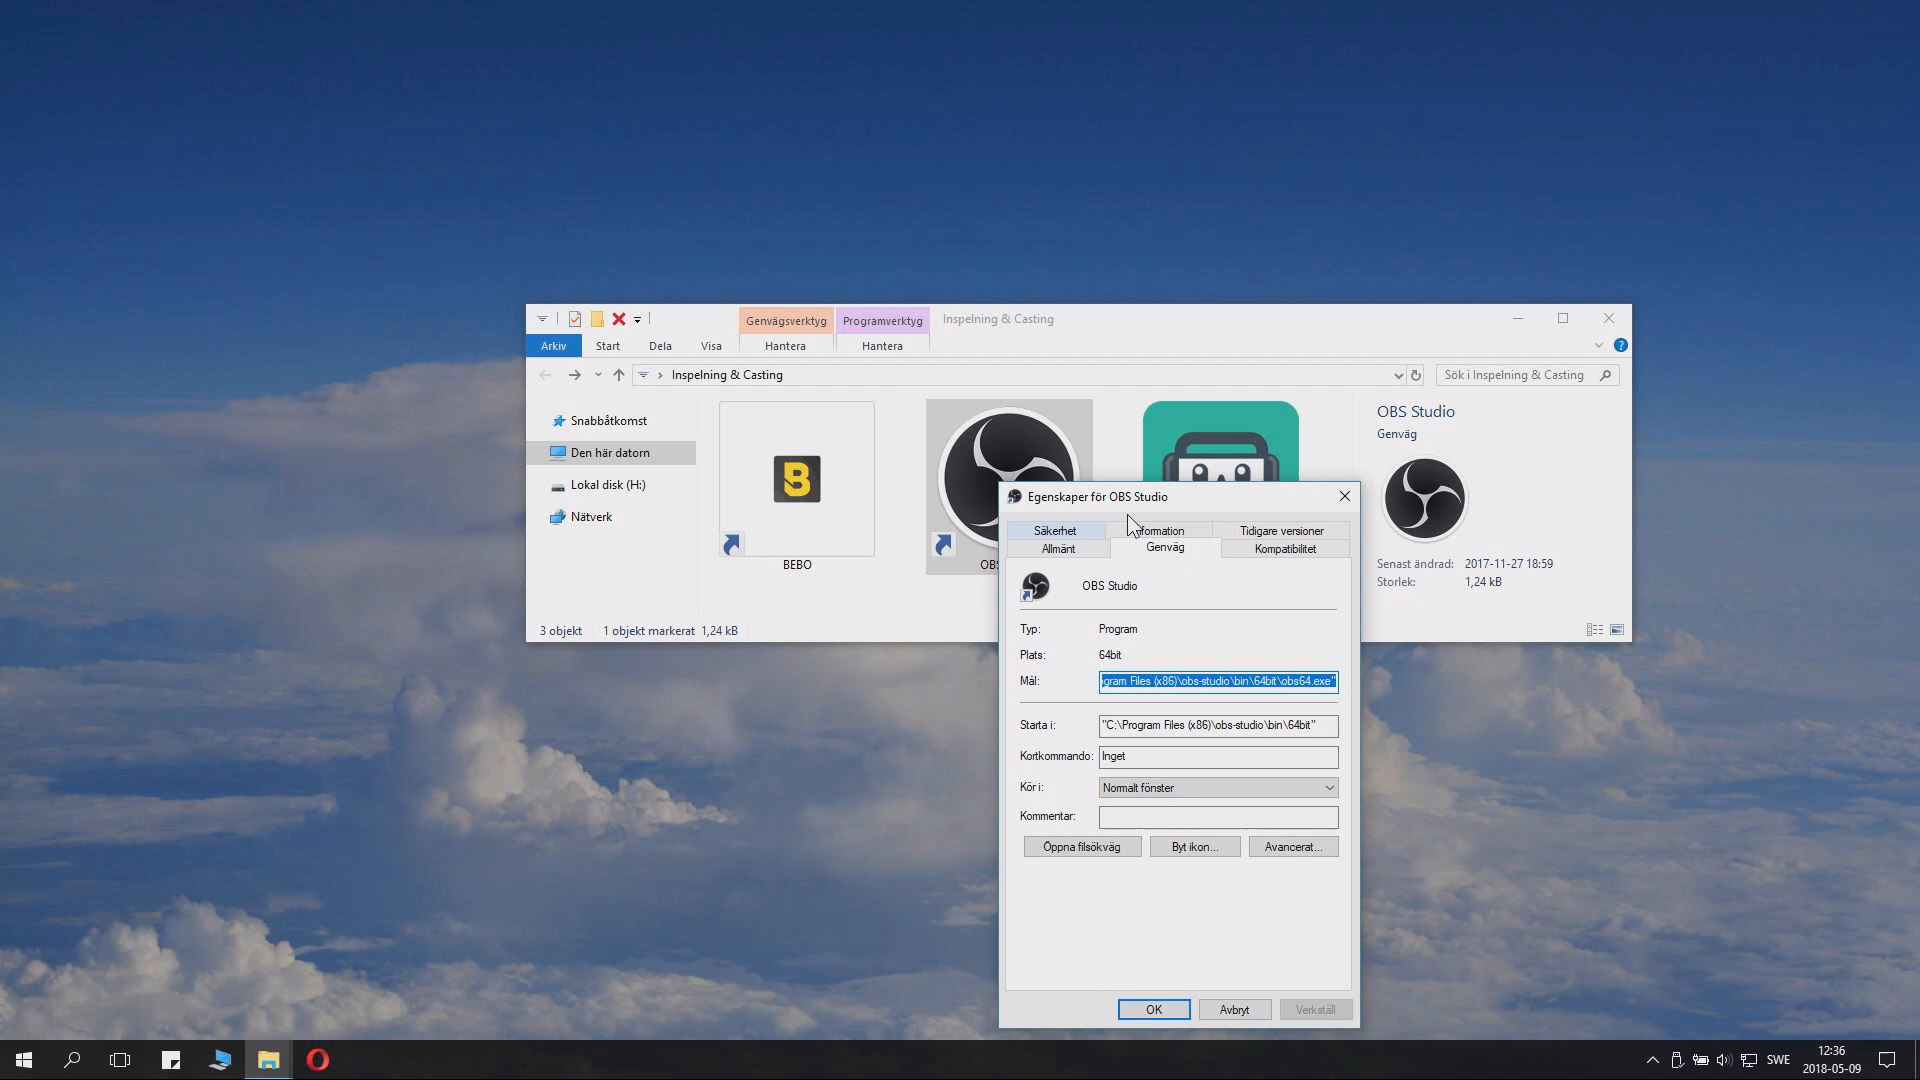 Genvägsverktyg
Programverktyg
Inspelning & Casting
Arkiv
Start
Dela
Visa
Hantera
Hantera
Inspelning & Casting
Sök i Inspelning & Casting
Snabbåtkomst
Den här datorn
Lokal disk (H:)
Nätverk
B
BEBO
OBS Studio
Genväg
Senast ändrad: 2017-11-27 18:59
Storlek: 1,24 kB
3 objekt
1 objekt markerat 1,24 kB
Egenskaper för OBS Studio
Säkerhet
formation
Tidigare versioner
Allmänt
Genväg
Kompatibilitet
OBS Studio
Typ: Program
Plats: 64bit
Mål: ogram Files (x86)\obs-studio\bin\64bit\obs64.exe"
Starta i: "C:\Program Files (x86)\obs-studio\bin\64bit"
Kortkommando: Inget
Kör i: Normalt fönster
Kommentar:
Öppna filsökväg
Byt ikon...
Avancerat...
OK
Avbryt
Verkställ
SWE
12:36
2018-05-09